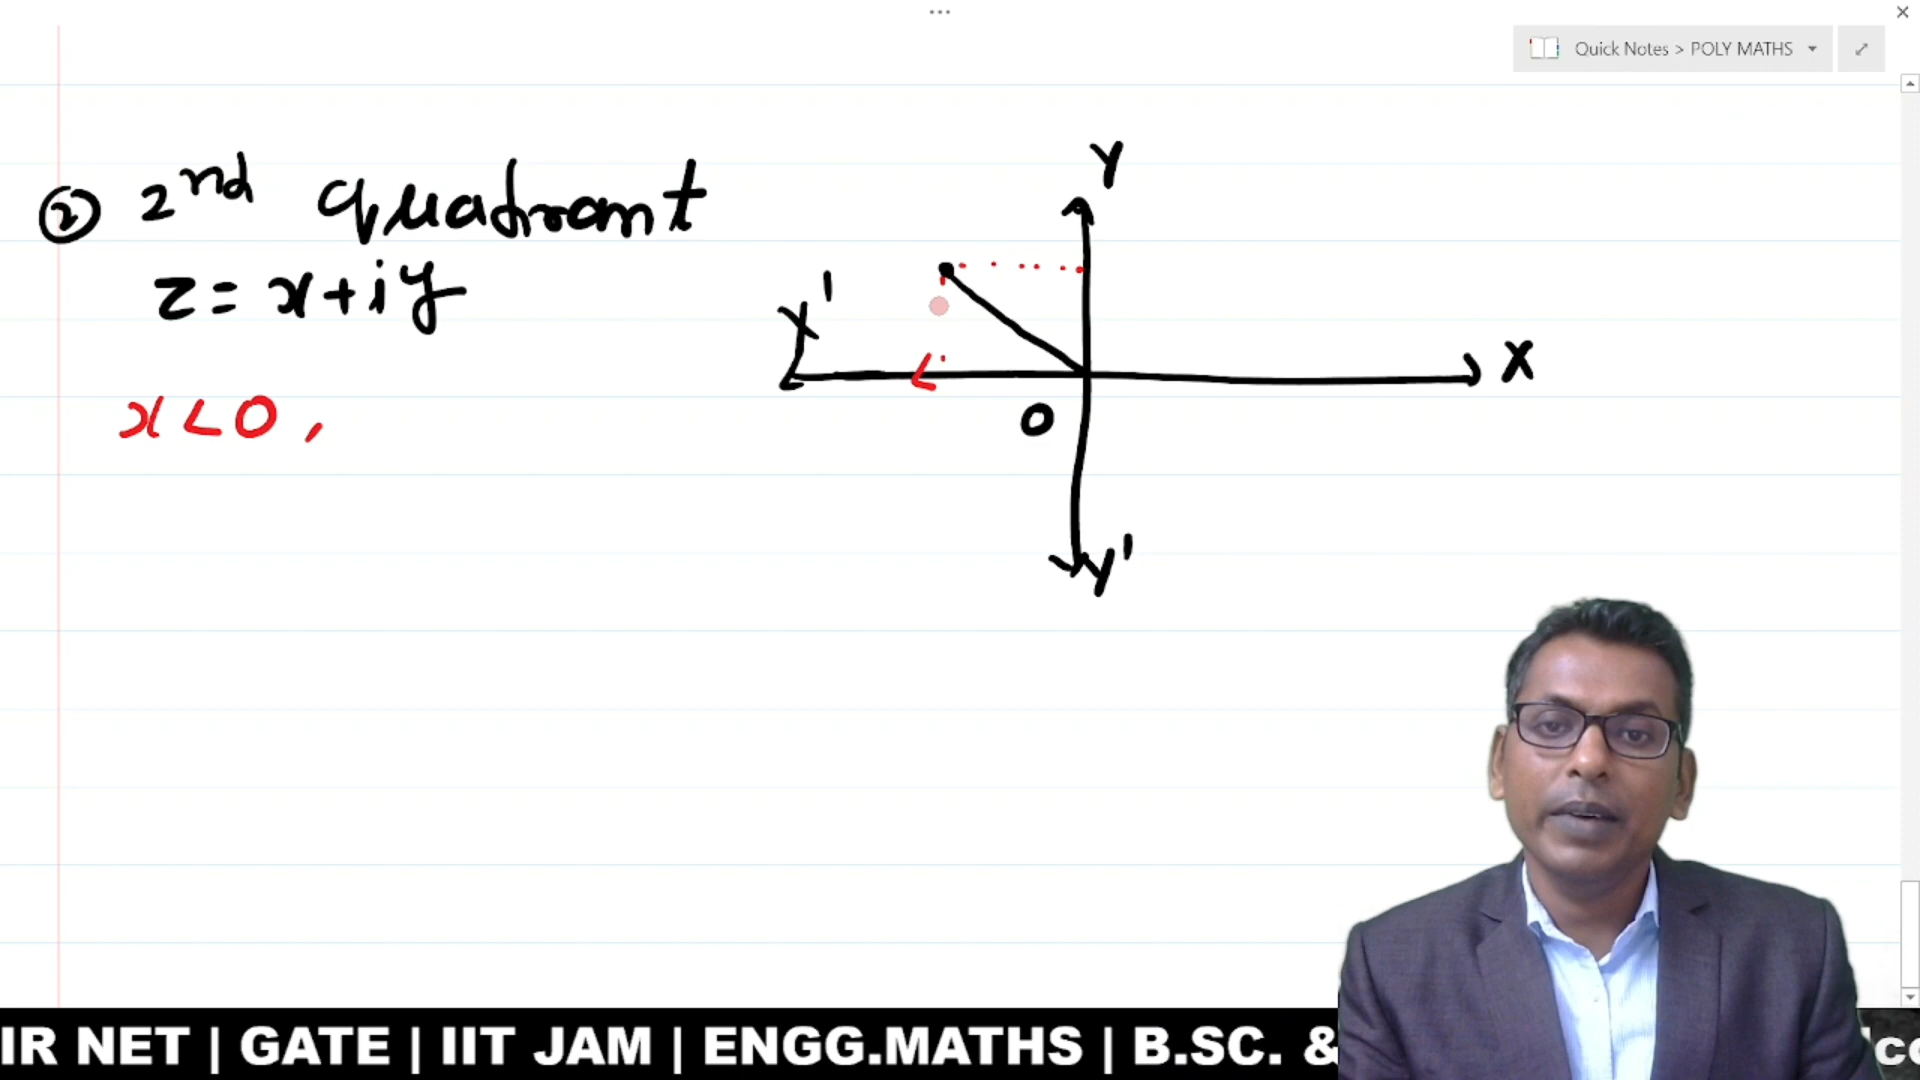 Quick Notes > POLY MATHS
② 2nd quadrant
z = x+iy
x<0 ,
Y
X'
X
O
Y'
IR NET | GATE | IIT JAM | ENGG.MATHS | B.SC. &